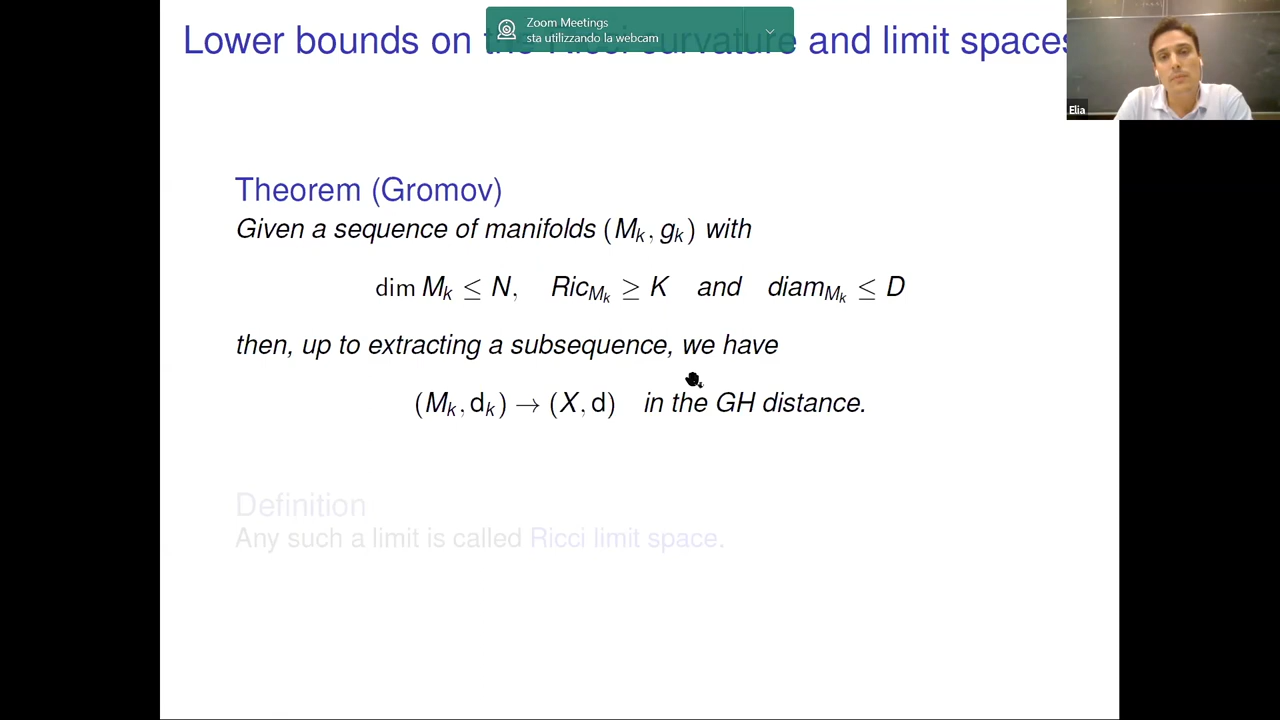 Zoom Meetings
sta utilizzando la webcam
Lower bounds on the Ricci curvature and limit spaces
Elia
Theorem (Gromov)
Given a sequence of manifolds (M_k, g_k) with
dim M_k ≤ N, Ric_{M_k} ≥ K and diam_{M_k} ≤ D
then, up to extracting a subsequence, we have
(M_k, d_k) → (X, d) in the GH distance.
Definition
Any such a limit is called Ricci limit space.